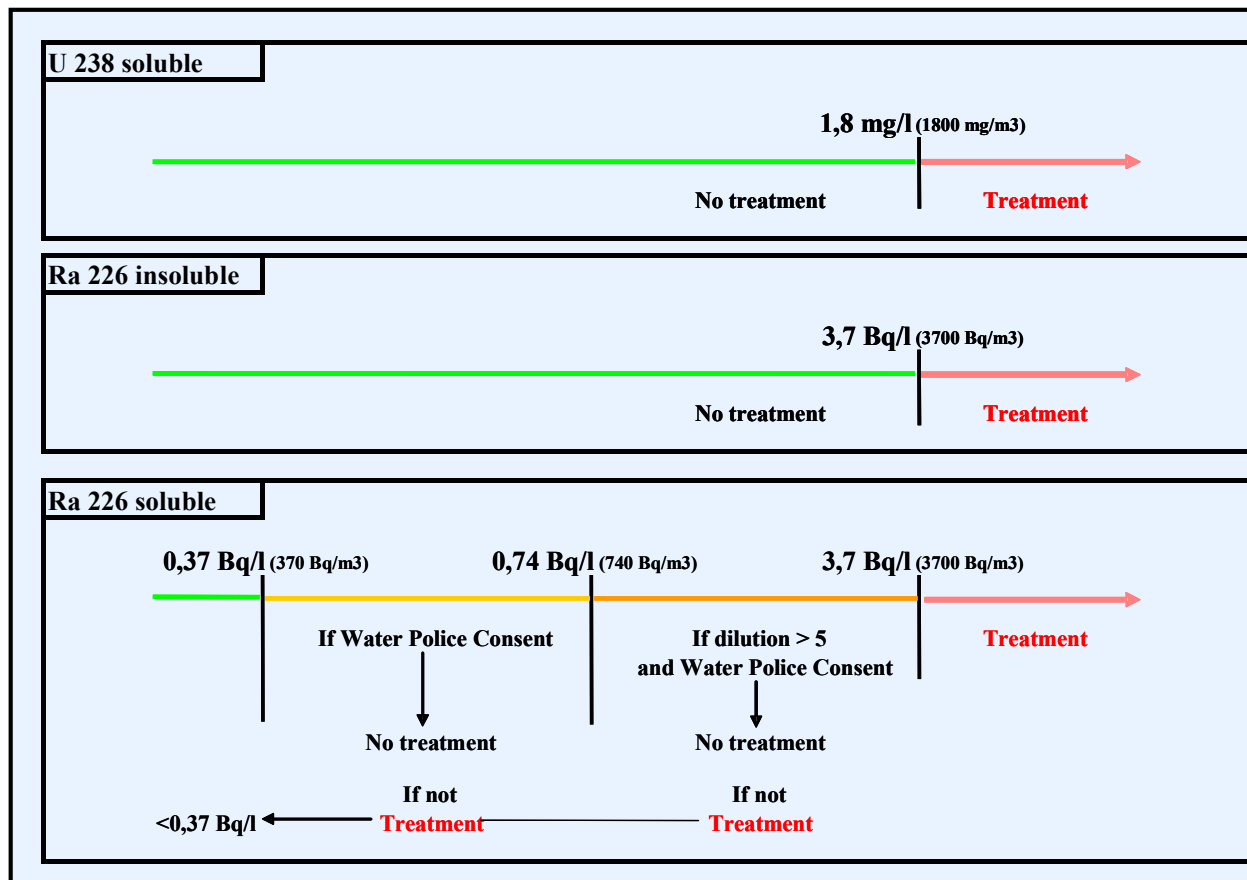 U 238 soluble
1,8 mg/l (1800 mg/m3)
No treatment
Treatment
Ra 226 insoluble
3,7 Bq/l (3700 Bq/m3)
No treatment
Treatment
Ra 226 soluble
0,37 Bq/l (370 Bq/m3)
0,74 Bq/l (740 Bq/m3)
3,7 Bq/l (3700 Bq/m3)
If Water Police Consent
If dilution > 5
and Water Police Consent
Treatment
No treatment
No treatment
If not
If not
<0,37 Bq/l
Treatment
Treatment